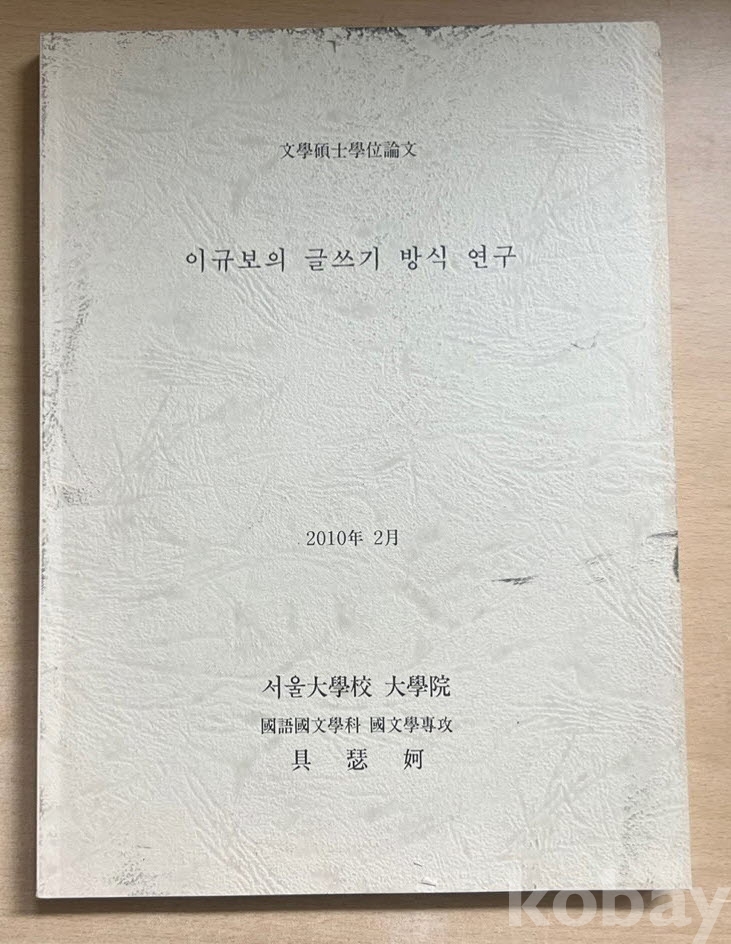 文學碩士學位論文
이규보의 글쓰기 방식 연구
2010年 2月
서울大學校 大學院
國語國文學科 國文學專攻
具 瑟 妸
kobay